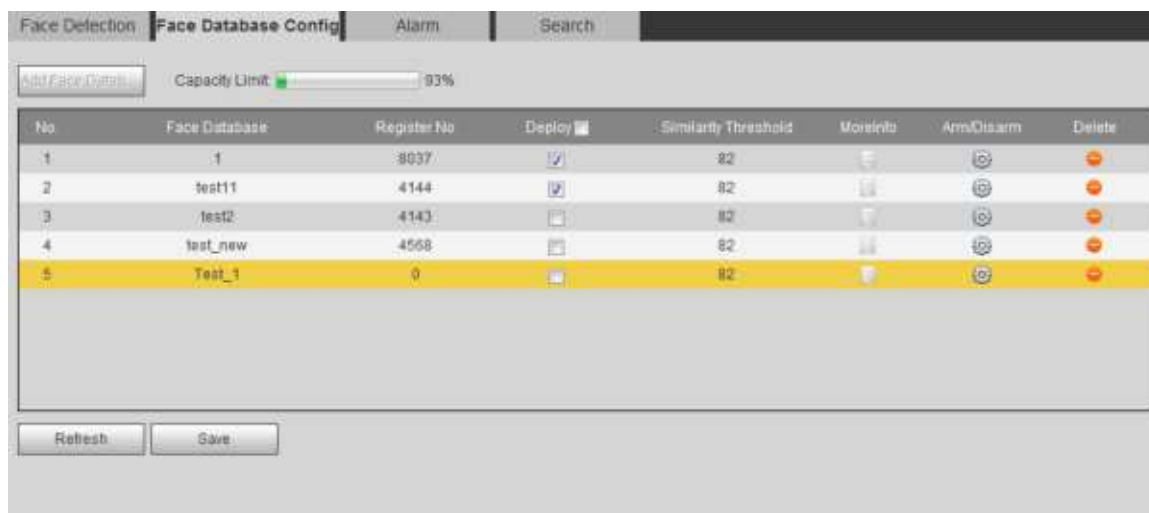 Face Detection Face Database Config Alarm Search
Add Face Datab... Capacity Limit: 93%
No. Face Database Register No Deploy Similarity Threshold MoreInfo Arm/Disarm Delete
1 1 8037 82
2 test11 4144 82
3 test2 4143 82
4 test_new 4568 82
5 Test_1 0 82
Refresh Save